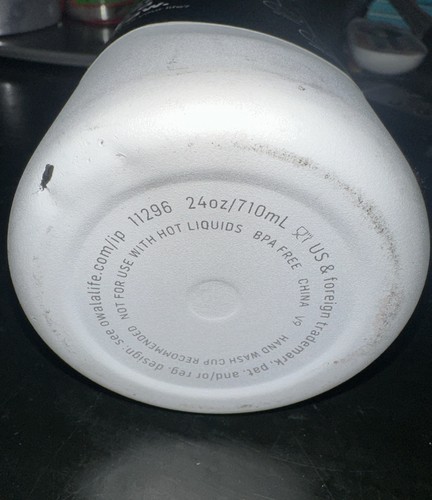 11296 24oz/710mL US & foreign trademark, pat. and/or reg. design: see owalalife.com/ip
NOT FOR USE WITH HOT LIQUIDS BPA FREE CHINA V9 HAND WASH CUP RECOMMENDED